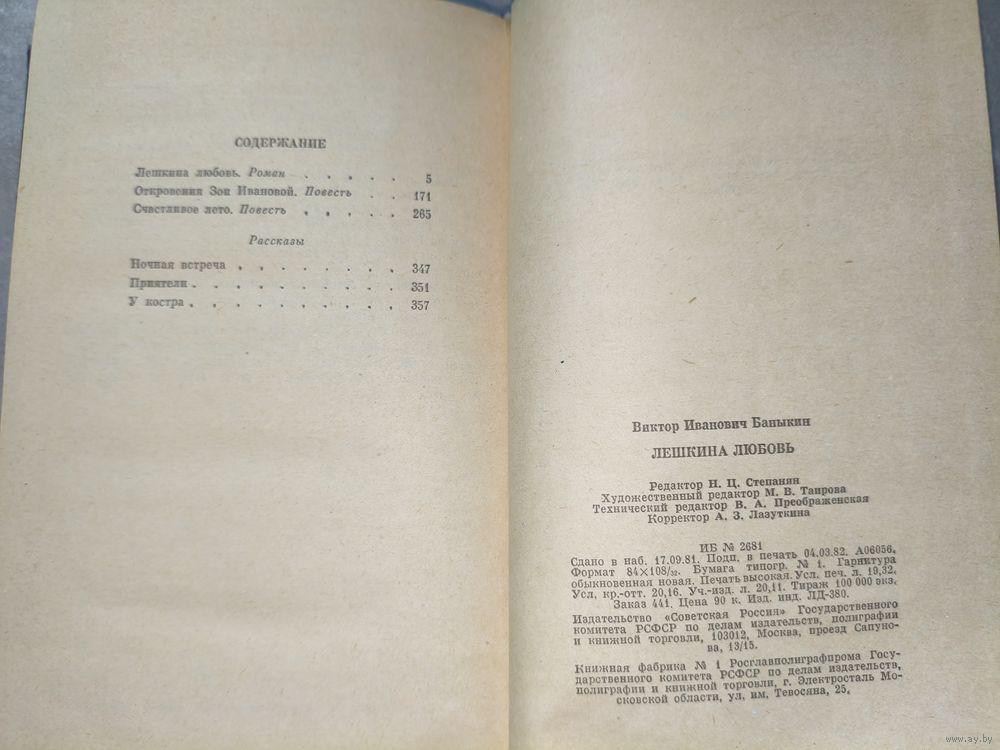 СОДЕРЖАНИЕ
Лешкина любовь. Роман . . . . . 5
Откровения Зои Ивановой. Повесть . . 171
Счастливое лето. Повесть . . . . . 265
Рассказы
Ночная встреча . . . . . . . . 347
Приятели . . . . . . . . . . 351
У костра . . . . . . . . . . 357
Виктор Иванович Баныкин
ЛЕШКИНА ЛЮБОВЬ
Редактор Н. Ц. Степанян
Художественный редактор М. В. Таирова
Технический редактор В. А. Преображенская
Корректор А. З. Лазуткина
ИБ № 2681
Сдано в наб. 17.09.81. Подп. в печать 04.03.82. А06056.
Формат 84×108/32. Бумага типогр. № 1. Гарнитура
обыкновенная новая. Печать высокая. Усл. печ. л. 19,32.
Усл. кр.-отт. 20,16. Уч.-изд. л. 20,11. Тираж 100 000 экз.
Заказ 441. Цена 90 к. Изд. инд. ЛД-380.
Издательство «Советская Россия» Государственного
комитета РСФСР по делам издательств, полиграфии
и книжной торговли, 103012, Москва, проезд Сапуно-
ва, 13/15.
Книжная фабрика № 1 Росглавполиграфпрома Госу-
дарственного комитета РСФСР по делам издательств,
полиграфии и книжной торговли, г. Электросталь Мо-
сковской области, ул. им. Тевосяна, 25.
www.ay.by